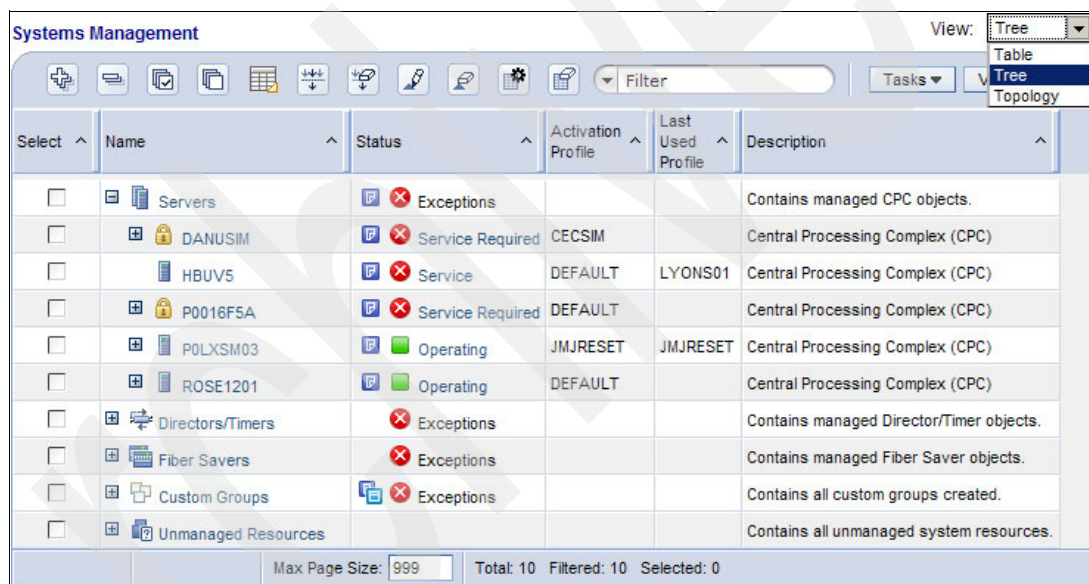 Systems Management View: Tree
Table
Tree
Topology
Filter Tasks V
Select Name Status Activation Profile Last Used Profile Description
Servers Exceptions Contains managed CPC objects.
DANUSIM Service Required CECSIM Central Processing Complex (CPC)
HBUV5 Service DEFAULT LYONS01 Central Processing Complex (CPC)
P0016F5A Service Required DEFAULT Central Processing Complex (CPC)
P0LXSM03 Operating JMJRESET JMJRESET Central Processing Complex (CPC)
ROSE1201 Operating DEFAULT Central Processing Complex (CPC)
Directors/Timers Exceptions Contains managed Director/Timer objects.
Fiber Savers Exceptions Contains managed Fiber Saver objects.
Custom Groups Exceptions Contains all custom groups created.
Unmanaged Resources Contains all unmanaged system resources.
Max Page Size: 999 Total: 10 Filtered: 10 Selected: 0